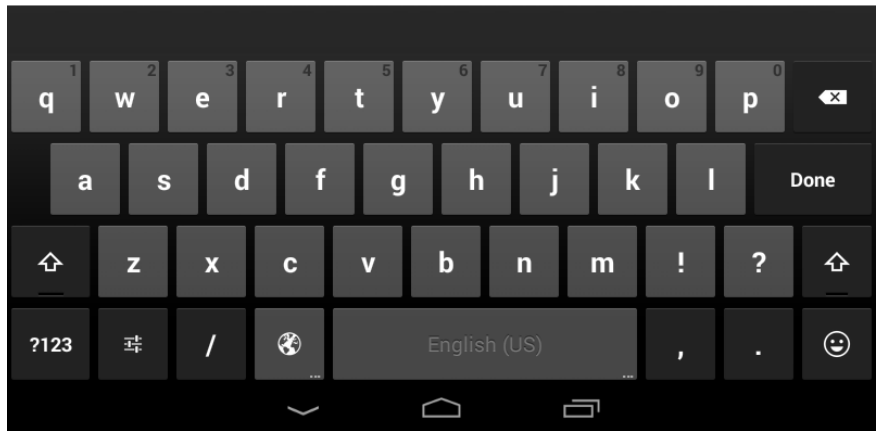 1 2 3 4 5 6 7 8 9 0
q w e r t y u i o p
a s d f g h j k l Done
z x c v b n m ! ?
?123 / English (US) , .